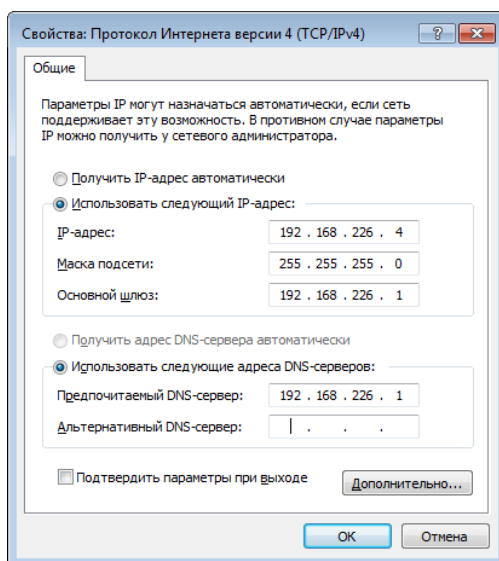 Свойства: Протокол Интернета версии 4 (TCP/IPv4)
?
Общие
Параметры IP могут назначаться автоматически, если сеть
поддерживает эту возможность. В противном случае параметры
IP можно получить у сетевого администратора.
Получить IP-адрес автоматически
Использовать следующий IP-адрес:
IP-адрес: 192 . 168 . 226 . 4
Маска подсети: 255 . 255 . 255 . 0
Основной шлюз: 192 . 168 . 226 . 1
Получить адрес DNS-сервера автоматически
Использовать следующие адреса DNS-серверов:
Предпочитаемый DNS-сервер: 192 . 168 . 226 . 1
Альтернативный DNS-сервер: . . .
Подтвердить параметры при выходе
Дополнительно...
ОК Отмена